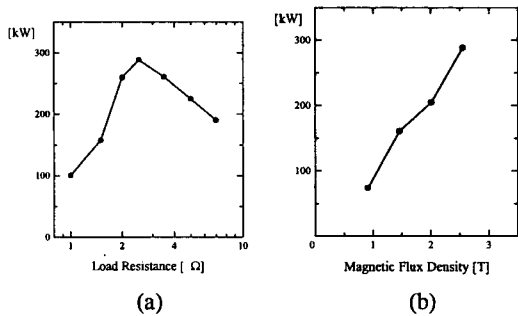 [kW]
300
200
100
0
1
2
10
Load Resistance [ Ω]
(a)
[kW]
300
200
100
0
1
2
3
Magnetic Flux Density [T]
(b)